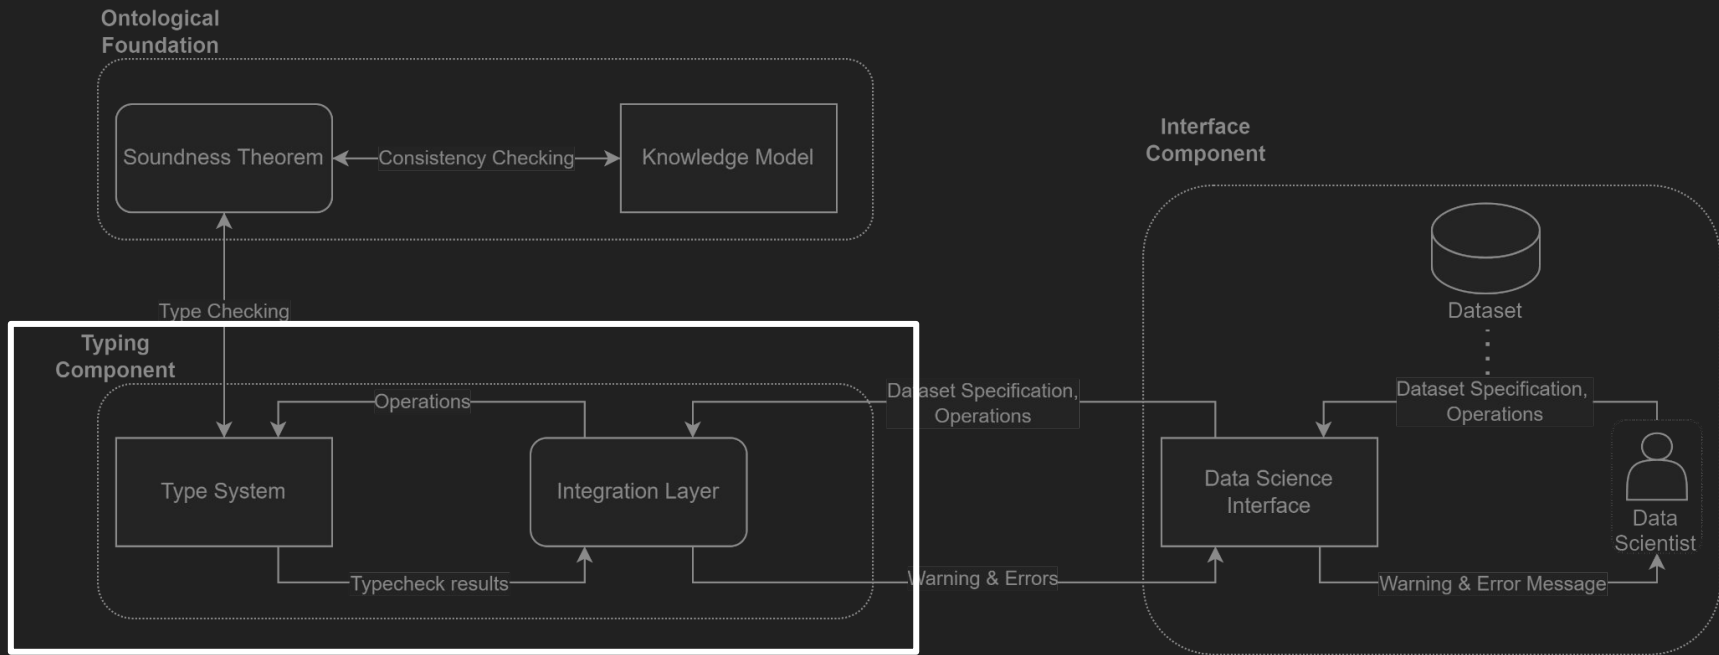 Ontological
Foundation
Soundness Theorem
Consistency Checking
Knowledge Model
Interface
Component
Dataset
Type Checking
Typing
Component
Operations
Dataset Specification,
Operations
Dataset Specification,
Operations
Type System
Integration Layer
Data Science
Interface
Data
Scientist
Typecheck results
Warning & Errors
Warning & Error Message